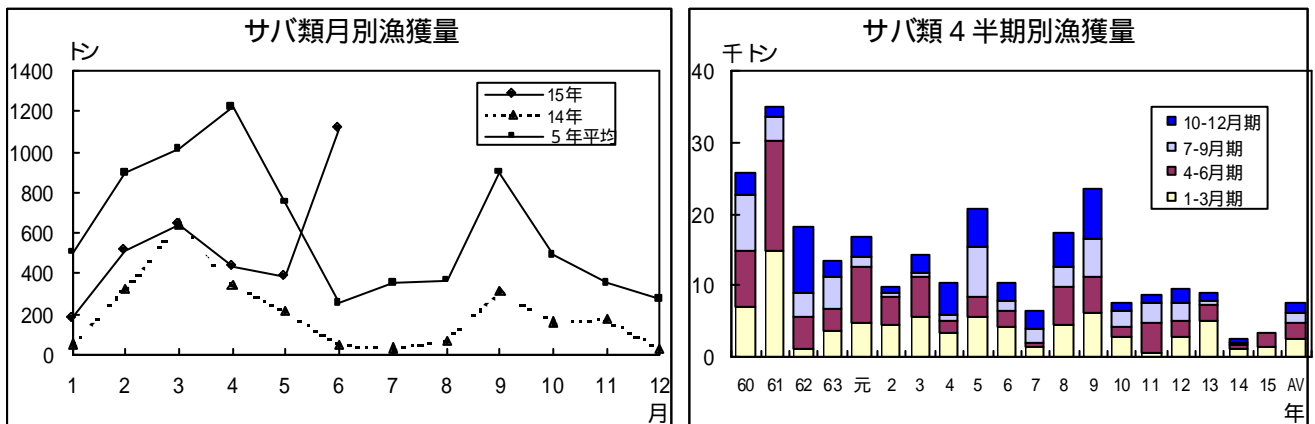 サバ類月別漁獲量
トン
1400
1200
1000
800
600
400
200
0
15年
14年
5年平均
1 2 3 4 5 6 7 8 9 10 11 12
月
サバ類4半期別漁獲量
千トン
40
30
20
10
0
10-12月期
7-9月期
4-6月期
1-3月期
60 61 62 63 元 2 3 4 5 6 7 8 9 10 11 12 13 14 15 AV
年